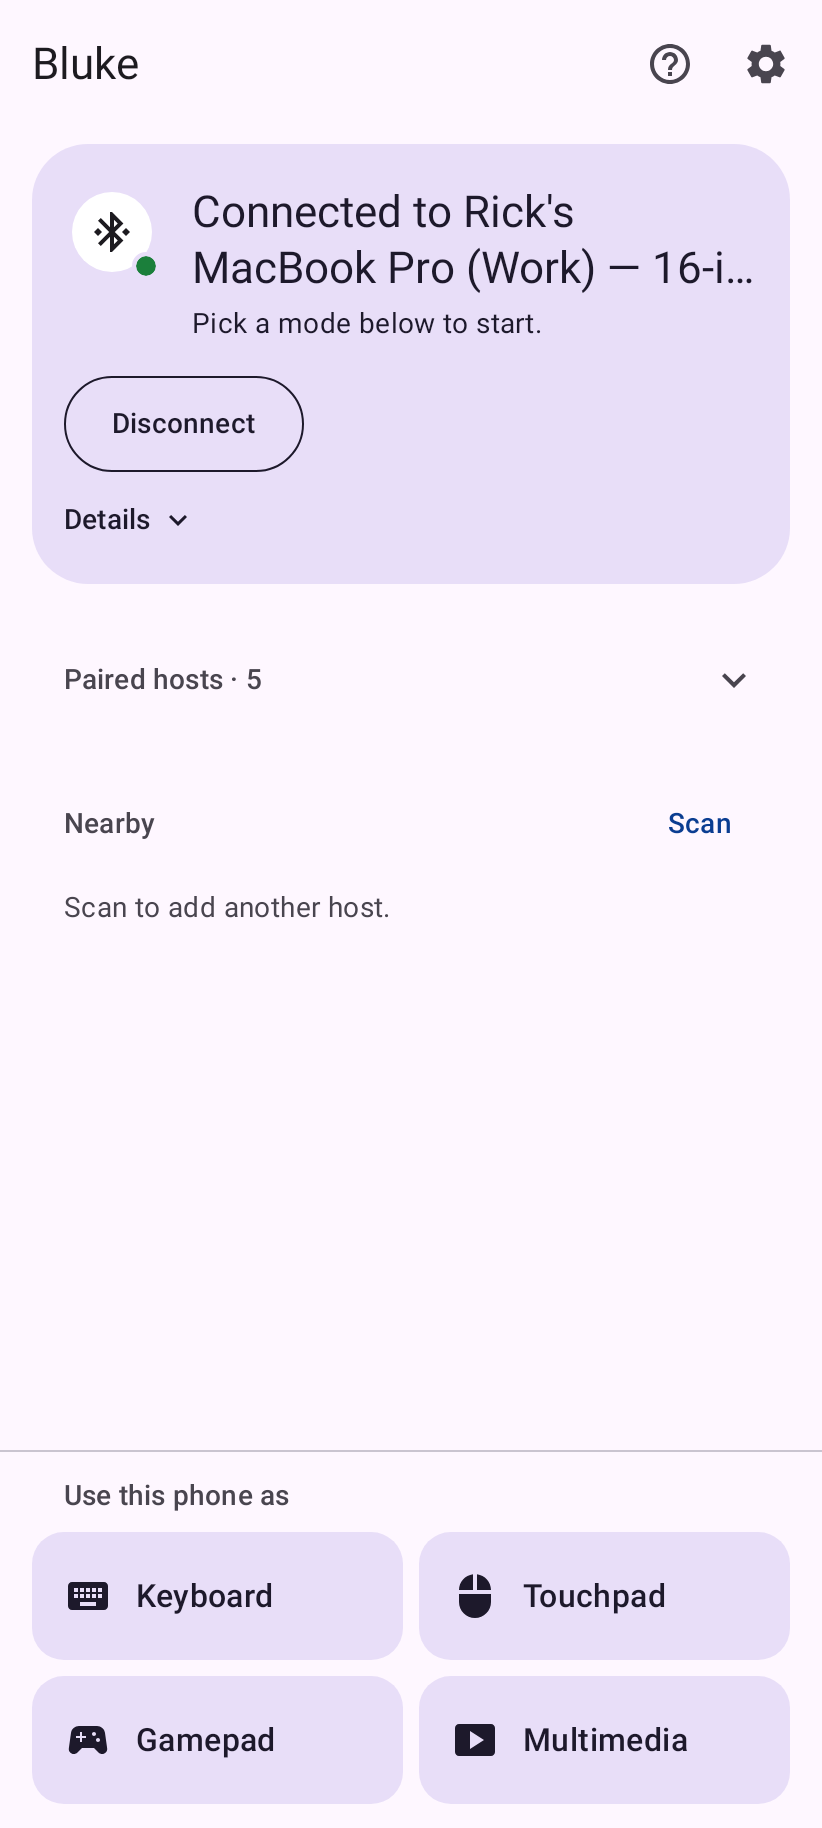 Bluke
Connected to Rick's
MacBook Pro (Work) — 16-i…
Pick a mode below to start.
Disconnect
Details
Paired hosts · 5
Nearby
Scan
Scan to add another host.
Use this phone as
Keyboard
Touchpad
Gamepad
Multimedia